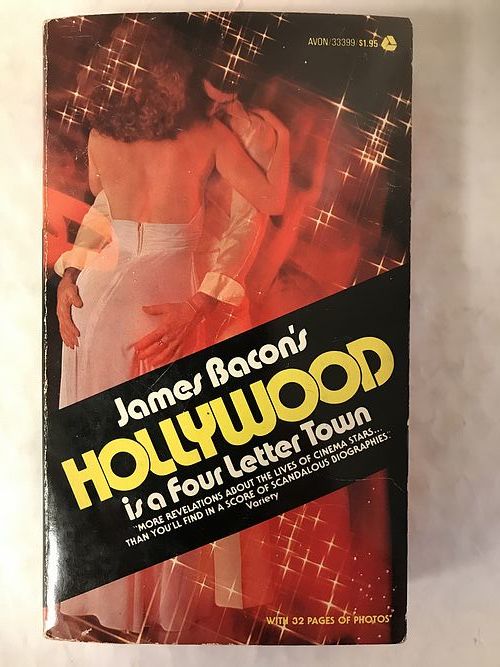 AVON/33399/$1.95
James Bacon's
HOLLYWOOD
is a Four Letter Town
"MORE REVELATIONS ABOUT THE LIVES OF CINEMA STARS...
THAN YOU'LL FIND IN A SCORE OF SCANDALOUS BIOGRAPHIES".
Variety
WITH 32 PAGES OF PHOTOS